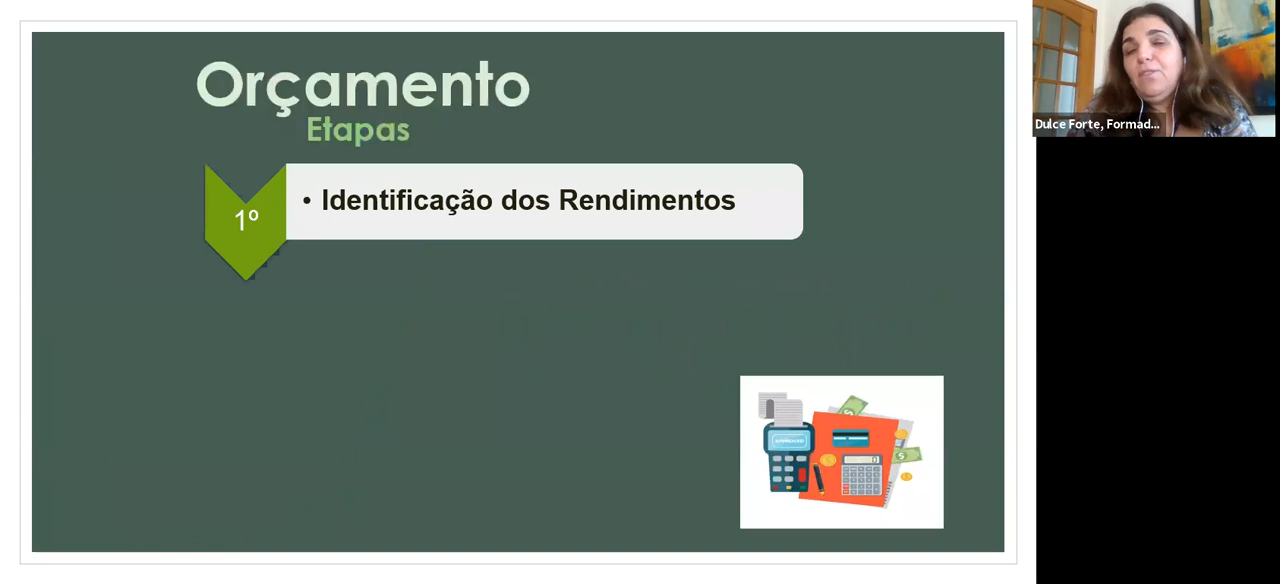 Orçamento
Etapas
1º
• Identificação dos Rendimentos
Dulce Forte, Formad...